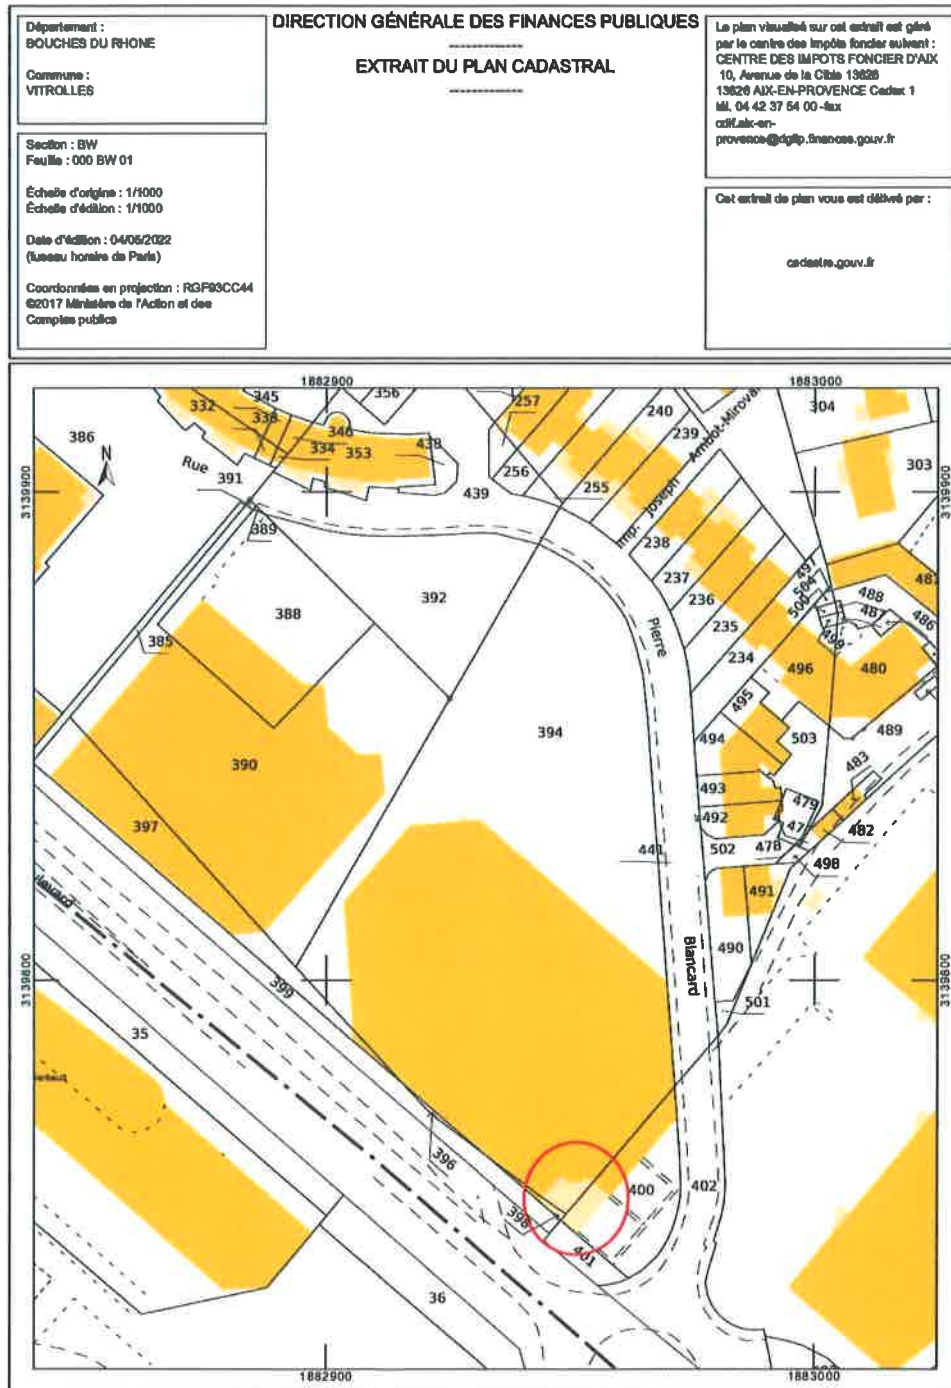 Département :
BOUCHES DU RHONE
Commune :
VITROLLES
Section : BW
Feuille : 000 BW 01
Échelle d'origine : 1/1000
Échelle d'édition : 1/1000
Date d'édition : 04/05/2022
(fuseau horaire de Paris)
Coordonnées en projection : RGF93CC44
©2017 Ministère de l'Action et des
Comptes publics
DIRECTION GÉNÉRALE DES FINANCES PUBLIQUES
EXTRAIT DU PLAN CADASTRAL
Le plan visualisé sur cet extrait est géré
par le centre des impôts foncier suivant :
CENTRE DES IMPOTS FONCIER D'AIX
10, Avenue de la Cible 13626
13626 AIX-EN-PROVENCE Cedex 1
tél. 04 42 37 54 00 -fax
cdif.aix-en-
provence@dgfip.finances.gouv.fr
Cet extrait de plan vous est délivré par :
cadastre.gouv.fr
1882900
1883000
345
356
332
338
346
334
353
438
257
240
239
304
386
N
Rue
391
439
256
255
Imp. Joseph Ambot-Mirova
303
3139900
3139900
389
238
392
388
237
236
385
235
234
Pierre
497
504
500
488
487
486
499
496
480
495
394
494
503
489
390
493
483
397
492
479
47
482
441
502
478
498
491
399
Blancard
490
3139800
3139800
501
35
396
400
402
398
401
36
1882900
1883000